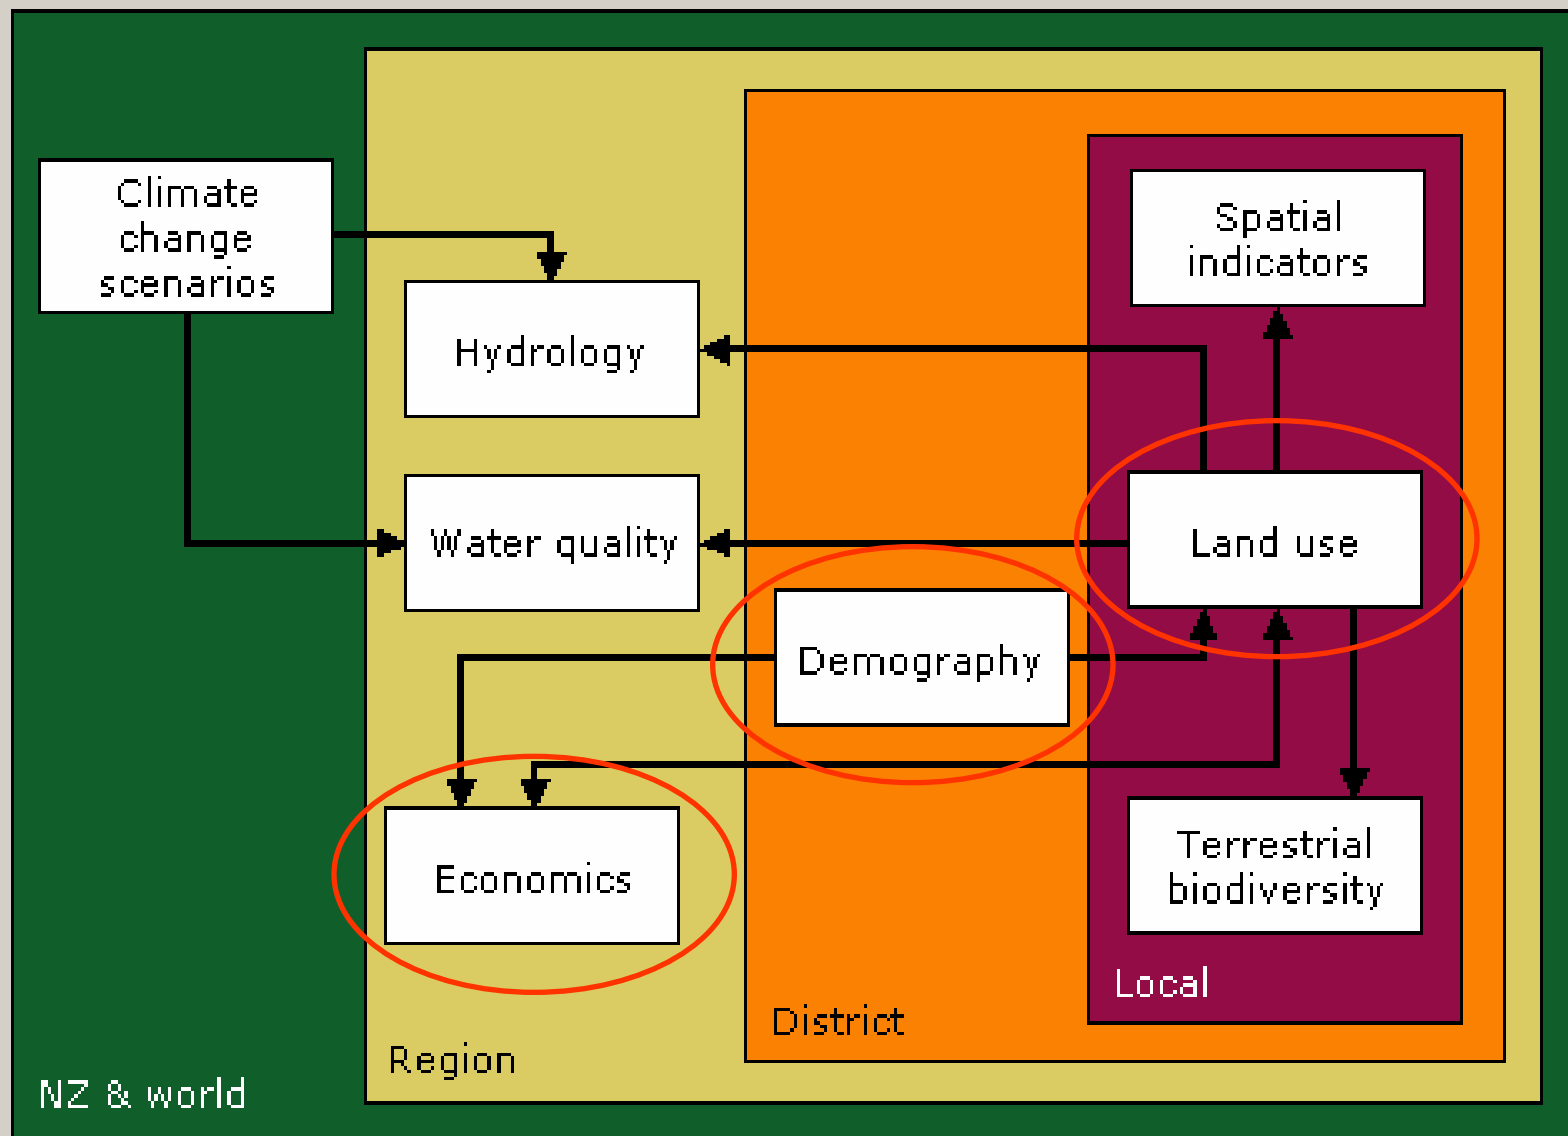 Climate
change
scenarios
Hydrology
Water quality
Economics
Demography
Spatial
indicators
Land use
Terrestrial
biodiversity
Local
District
Region
NZ & world